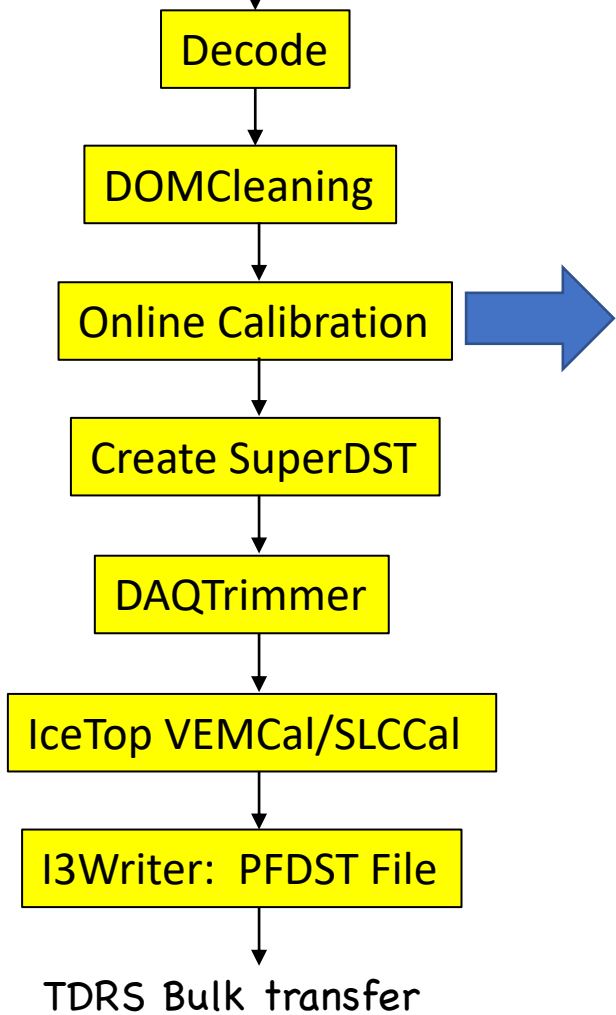 Decode
DOMCleaning
Online Calibration
Create SuperDST
DAQTrimmer
IceTop VEMCal/SLCCal
I3Writer:  PFDST File
TDRS Bulk transfer